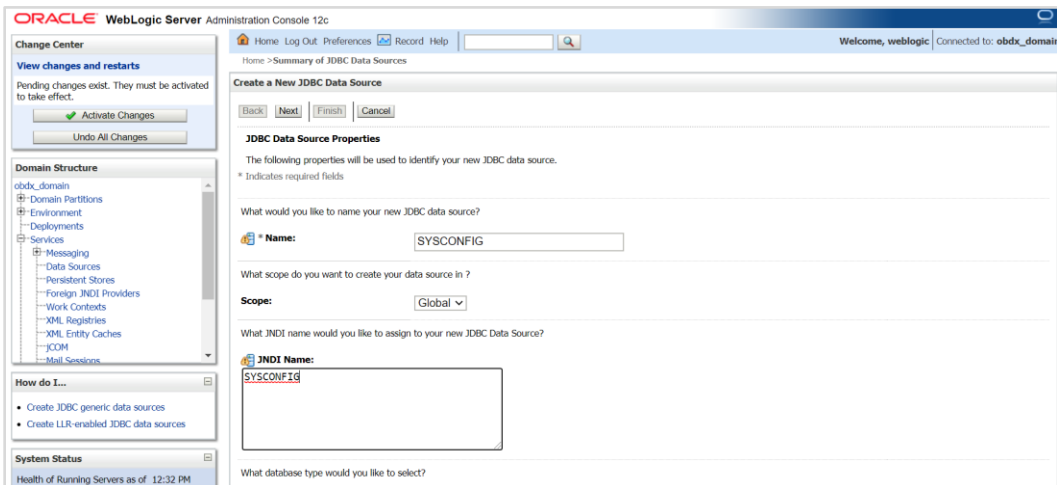 ORACLE WebLogic Server Administration Console 12c
Change Center
View changes and restarts
Pending changes exist. They must be activated
to take effect.
Activate Changes
Undo All Changes
Domain Structure
obdx_domain
Domain Partitions
Environment
Deployments
Services
Messaging
Data Sources
Persistent Stores
Foreign JNDI Providers
Work Contexts
XML Registries
XML Entity Caches
jCOM
Mail Sessions
How do I...
Create JDBC generic data sources
Create LLR-enabled JDBC data sources
System Status
Health of Running Servers as of 12:32 PM
Home Log Out Preferences Record Help
Welcome, weblogic Connected to: obdx_domain
Home >Summary of JDBC Data Sources
Create a New JDBC Data Source
Back Next Finish Cancel
JDBC Data Source Properties
The following properties will be used to identify your new JDBC data source.
* Indicates required fields
What would you like to name your new JDBC data source?
* Name: SYSCONFIG
What scope do you want to create your data source in ?
Scope: Global
What JNDI name would you like to assign to your new JDBC Data Source?
JNDI Name:
SYSCONFIG
What database type would you like to select?